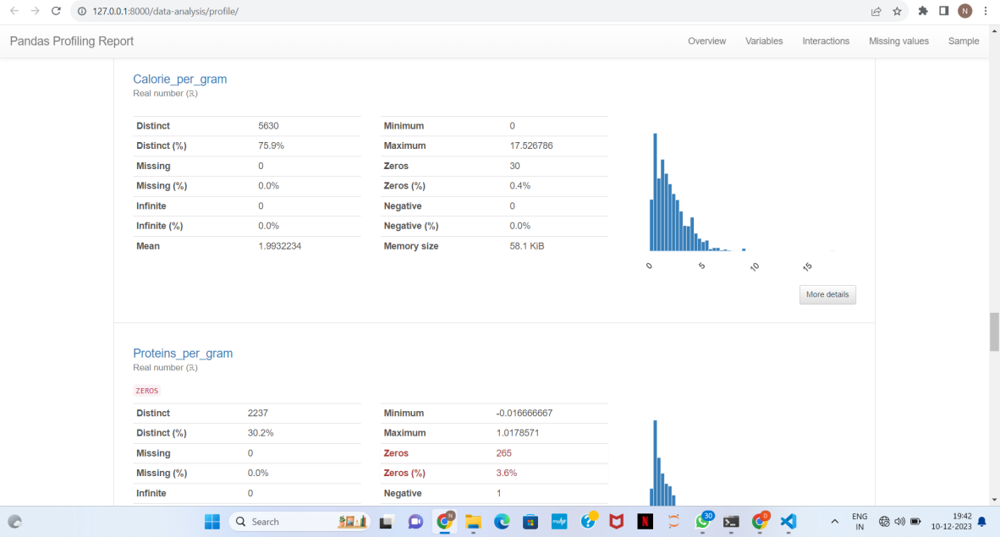 127.0.0.1:8000/data-analysis/profile/
N
Pandas Profiling Report
Overview Variables Interactions Missing values Sample
Calorie_per_gram
Real number (ℝ)
Distinct 5630 Minimum 0
Distinct (%) 75.9% Maximum 17.526786
Missing 0 Zeros 30
Missing (%) 0.0% Zeros (%) 0.4%
Infinite 0 Negative 0
Infinite (%) 0.0% Negative (%) 0.0%
Mean 1.9932234 Memory size 58.1 KiB
0 5 10 15
More details
Proteins_per_gram
Real number (ℝ)
ZEROS
Distinct 2237 Minimum -0.016666667
Distinct (%) 30.2% Maximum 1.0178571
Missing 0 Zeros 265
Missing (%) 0.0% Zeros (%) 3.6%
Infinite 0 Negative 1
Search N 30 D
ENG
IN
19:42
10-12-2023